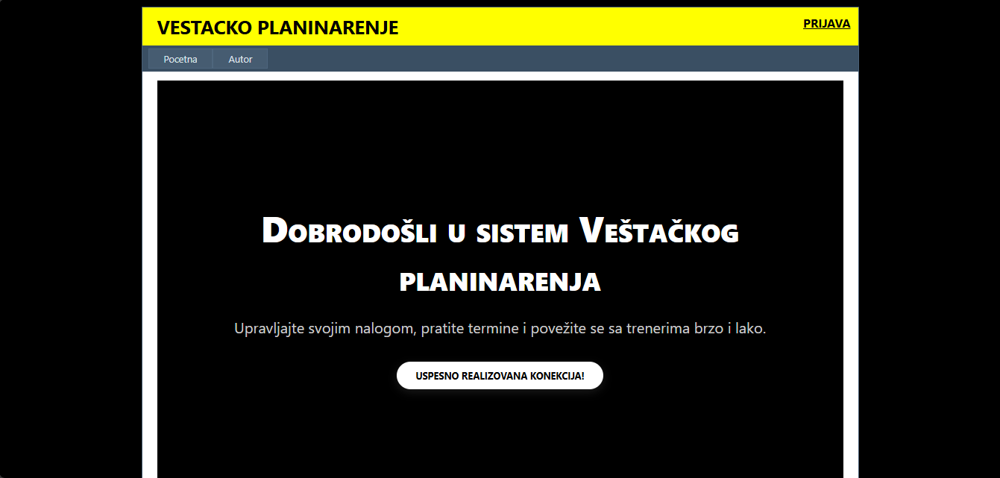 VESTACKO PLANINARENJE
PRIJAVA
Pocetna
Autor
Dobrodošli u sistem Veštačkog
planinarenja
Upravljajte svojim nalogom, pratite termine i povežite se sa trenerima brzo i lako.
USPESNO REALIZOVANA KONEKCIJA!